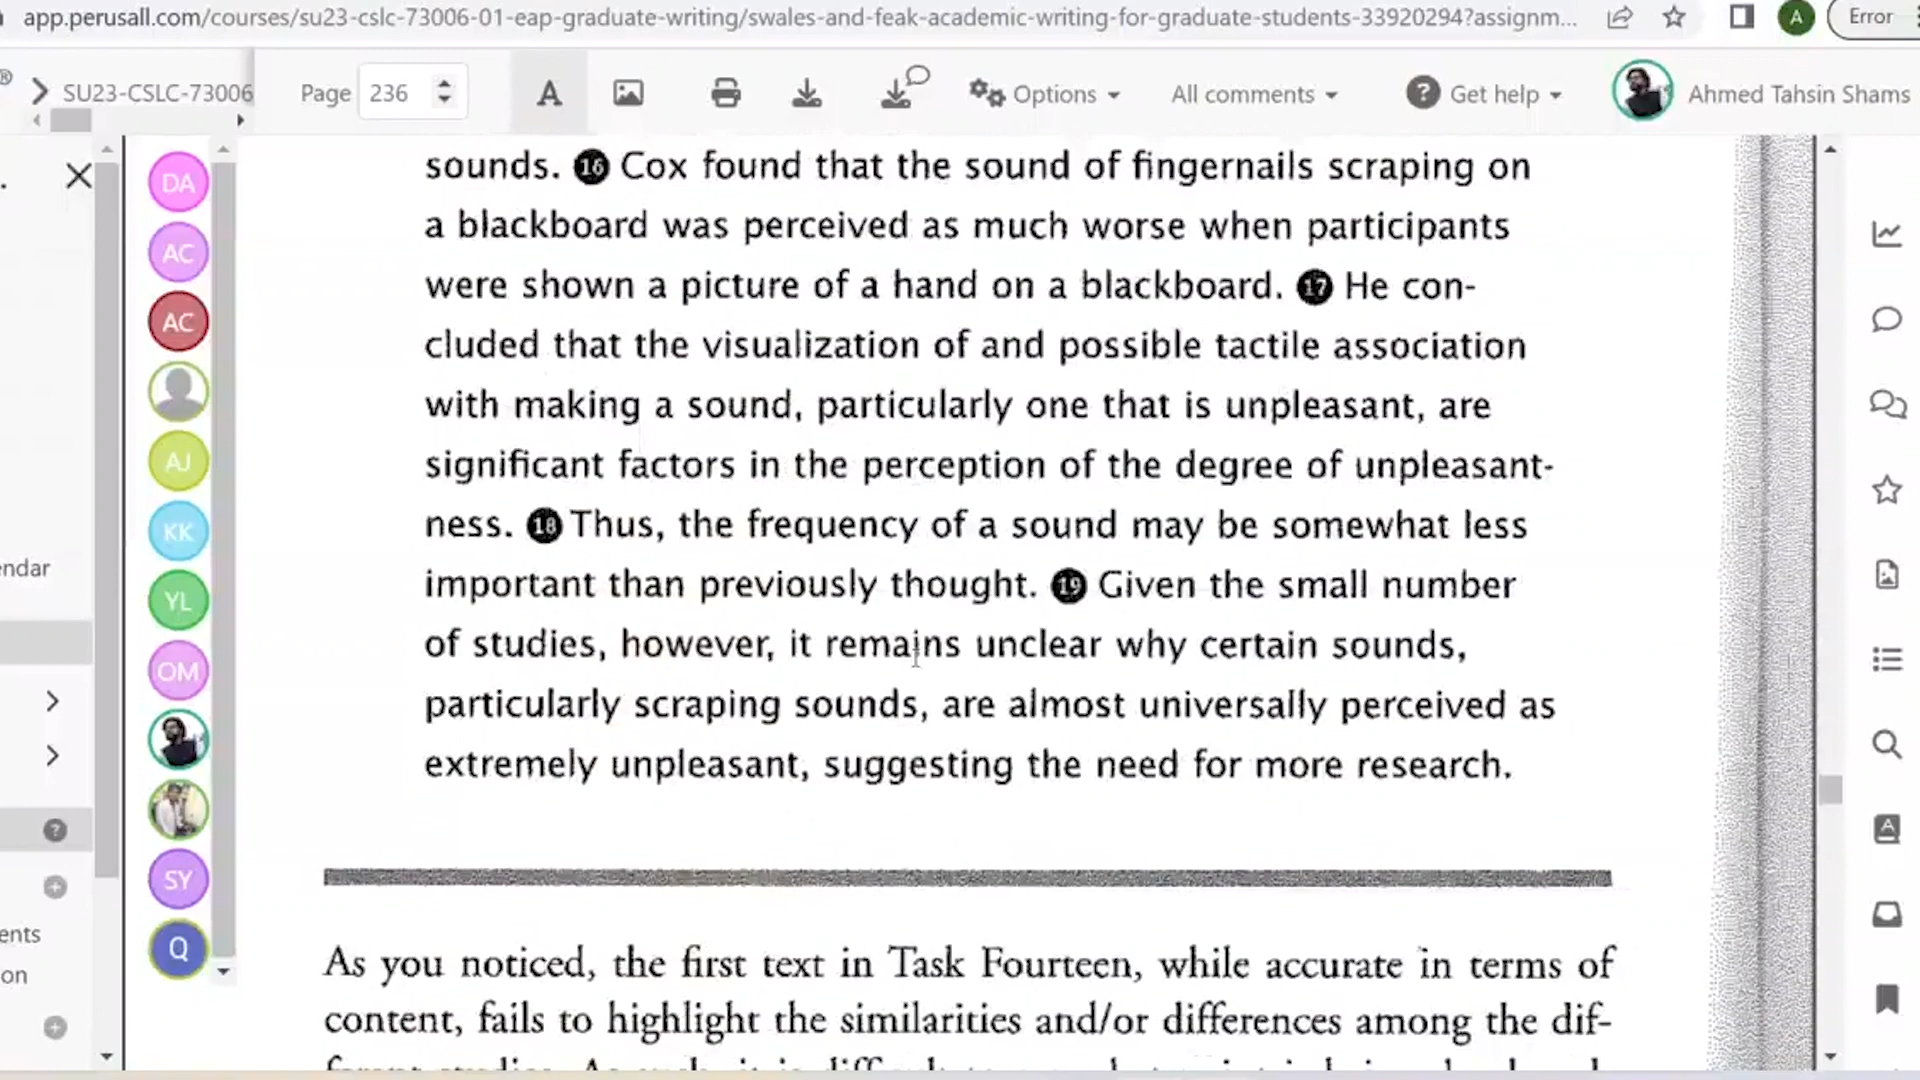 app.perusall.com/courses/su23-cslc-73006-01-eap-graduate-writing/swales-and-feak-academic-writing-for-graduate-students-33920294?assignm...
A
Error
SU23-CSLC-73006
Page 236
A
Options
All comments
Get help
Ahmed Tahsin Shams
DA
AC
AC
AJ
KK
YL
OM
SY
Q
endar
ents
on
sounds. 16 Cox found that the sound of fingernails scraping on
a blackboard was perceived as much worse when participants
were shown a picture of a hand on a blackboard. 17 He con-
cluded that the visualization of and possible tactile association
with making a sound, particularly one that is unpleasant, are
significant factors in the perception of the degree of unpleasant-
ness. 18 Thus, the frequency of a sound may be somewhat less
important than previously thought. 19 Given the small number
of studies, however, it remains unclear why certain sounds,
particularly scraping sounds, are almost universally perceived as
extremely unpleasant, suggesting the need for more research.
As you noticed, the first text in Task Fourteen, while accurate in terms of
content, fails to highlight the similarities and/or differences among the dif-